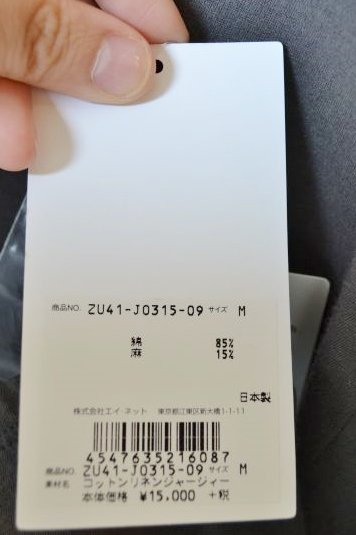 商品NO. ZU41-J0315-09 サイズ M
綿 85%
麻 15%
日本製
株式会社エイ・ネット 東京都江東区新大橋1-1-11
4547635216087
商品NO. ZU41-J0315-09 サイズ M
素材名 コットンリネンジャージィー
本体価格 ¥15,000 +税